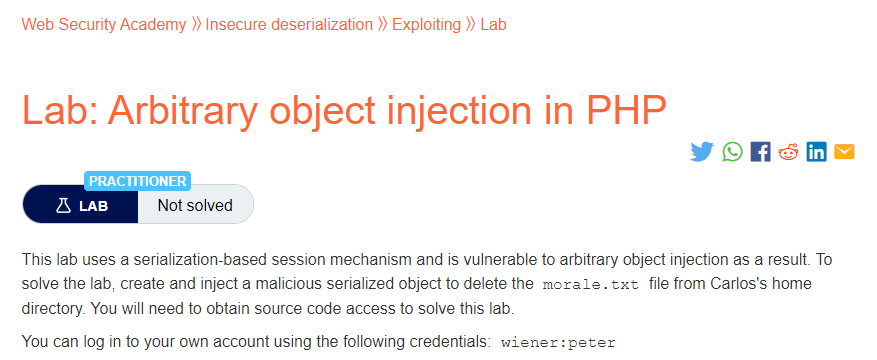 Web Security Academy » Insecure deserialization » Exploiting » Lab
Lab: Arbitrary object injection in PHP
PRACTITIONER
LAB Not solved
This lab uses a serialization-based session mechanism and is vulnerable to arbitrary object injection as a result. To
solve the lab, create and inject a malicious serialized object to delete the morale.txt file from Carlos's home
directory. You will need to obtain source code access to solve this lab.
You can log in to your own account using the following credentials: wiener:peter